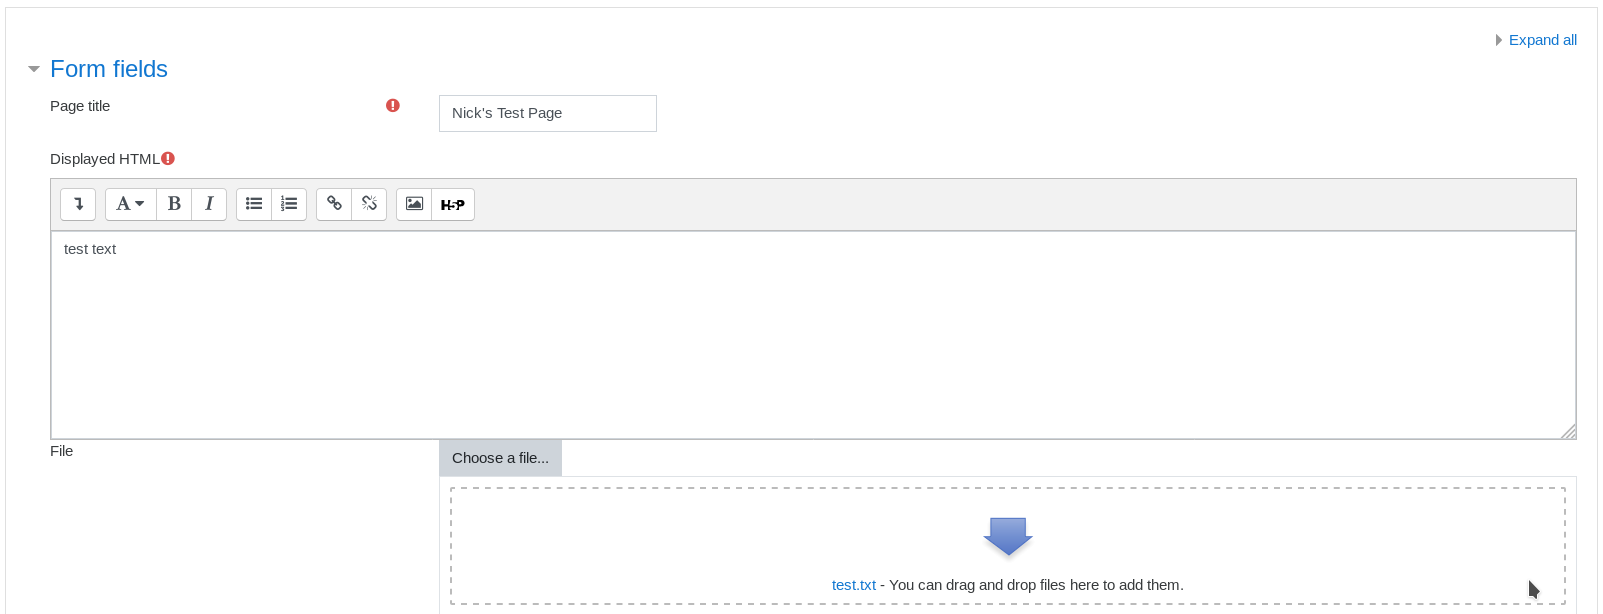 Expand all
Form fields
Page title
Nick's Test Page
Displayed HTML
A B I H-P
test text
File
Choose a file...
test.txt - You can drag and drop files here to add them.